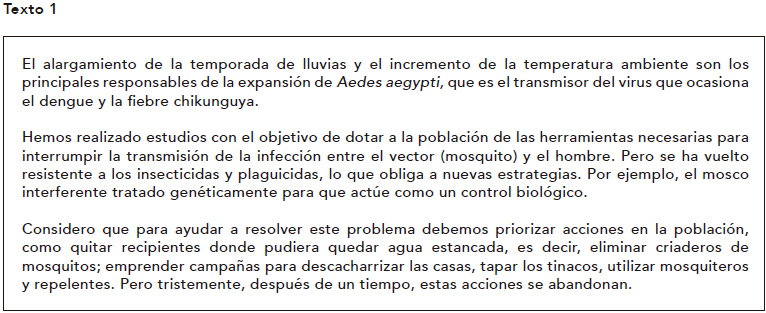 Texto 1
El alargamiento de la temporada de lluvias y el incremento de la temperatura ambiente son los
principales responsables de la expansión de Aedes aegypti, que es el transmisor del virus que ocasiona
el dengue y la fiebre chikunguya.
Hemos realizado estudios con el objetivo de dotar a la población de las herramientas necesarias para
interrumpir la transmisión de la infección entre el vector (mosquito) y el hombre. Pero se ha vuelto
resistente a los insecticidas y plaguicidas, lo que obliga a nuevas estrategias. Por ejemplo, el mosco
interferente tratado genéticamente para que actúe como un control biológico.
Considero que para ayudar a resolver este problema debemos priorizar acciones en la población,
como quitar recipientes donde pudiera quedar agua estancada, es decir, eliminar criaderos de
mosquitos; emprender campañas para descacharrizar las casas, tapar los tinacos, utilizar mosquiteros
y repelentes. Pero tristemente, después de un tiempo, estas acciones se abandonan.